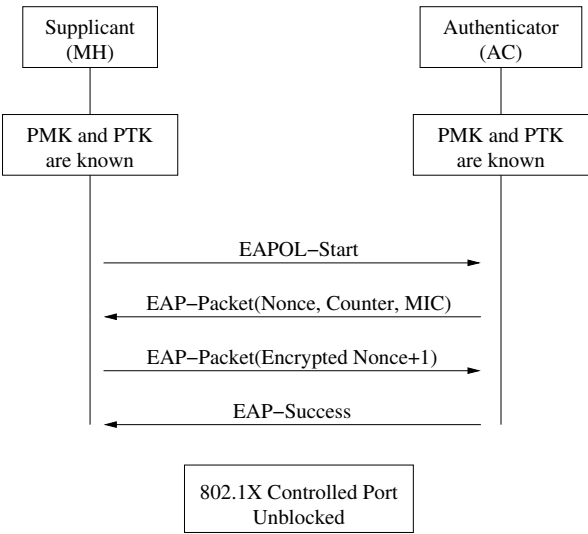 Supplicant
(MH)
Authenticator
(AC)
PMK and PTK
are known
PMK and PTK
are known
EAPOL−Start
EAP−Packet(Nonce, Counter, MIC)
EAP−Packet(Encrypted Nonce+1)
EAP−Success
802.1X Controlled Port
Unblocked